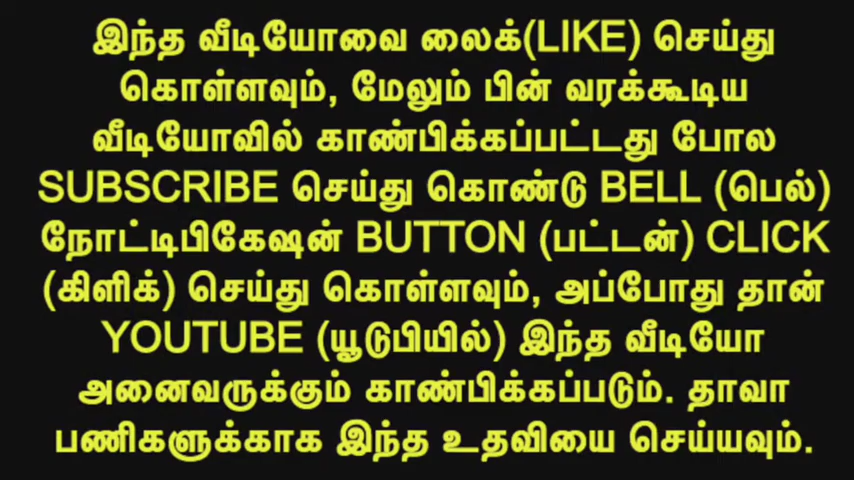 இந்த வீடியோவை லைக்(LIKE) செய்து
கொள்ளவும், மேலும் பின் வரக்கூடிய
வீடியோவில் காண்பிக்கப்பட்டது போல
SUBSCRIBE செய்து கொண்டு BELL (பெல்)
நோட்டிபிகேஷன் BUTTON (பட்டன்) CLICK
(கிளிக்) செய்து கொள்ளவும், அப்போது தான்
YOUTUBE (யூடுபியில்) இந்த வீடியோ
அனைவருக்கும் காண்பிக்கப்படும். தாவா
பணிகளுக்காக இந்த உதவியை செய்யவும்.